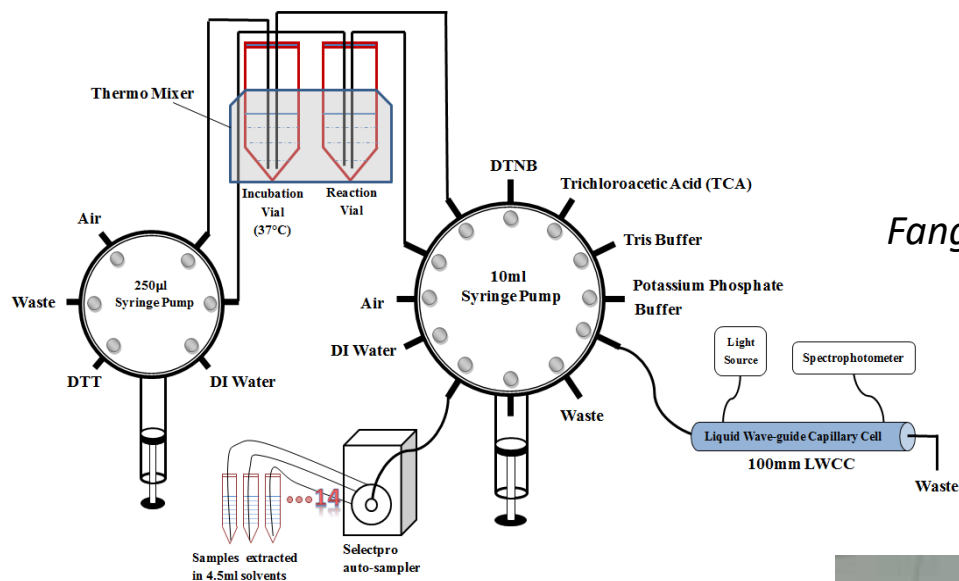 Thermo Mixer
Incubation
Vial
(37°C)
Reaction
Vial
Air
Waste
DTT
DI Water
250µl
Syringe Pump
DTNB
Trichloroacetic Acid (TCA)
Tris Buffer
Potassium Phosphate
Buffer
Air
DI Water
10ml
Syringe Pump
Waste
Fang
Light
Source
Spectrophotometer
Liquid Wave-guide Capillary Cell
100mm LWCC
Waste
14
Samples extracted
in 4.5ml solvents
Selectpro
auto-sampler